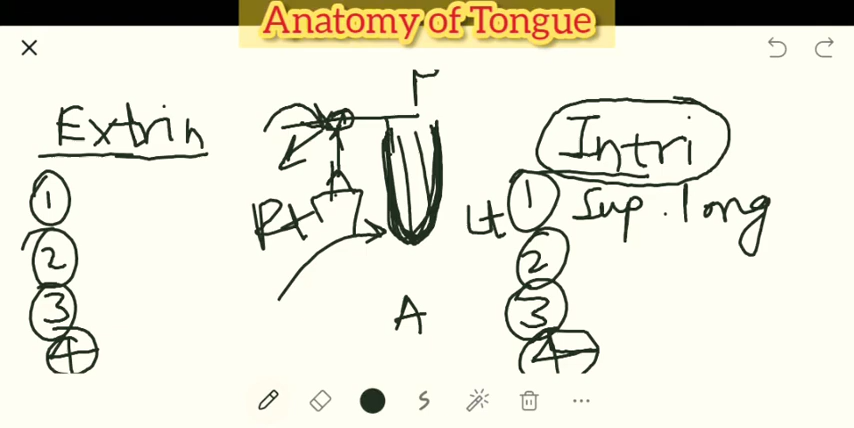 Anatomy of Tongue
Extrin
Intri
1
2
3
4
Rt
Lt
A
1 Sup. long
2
3
4